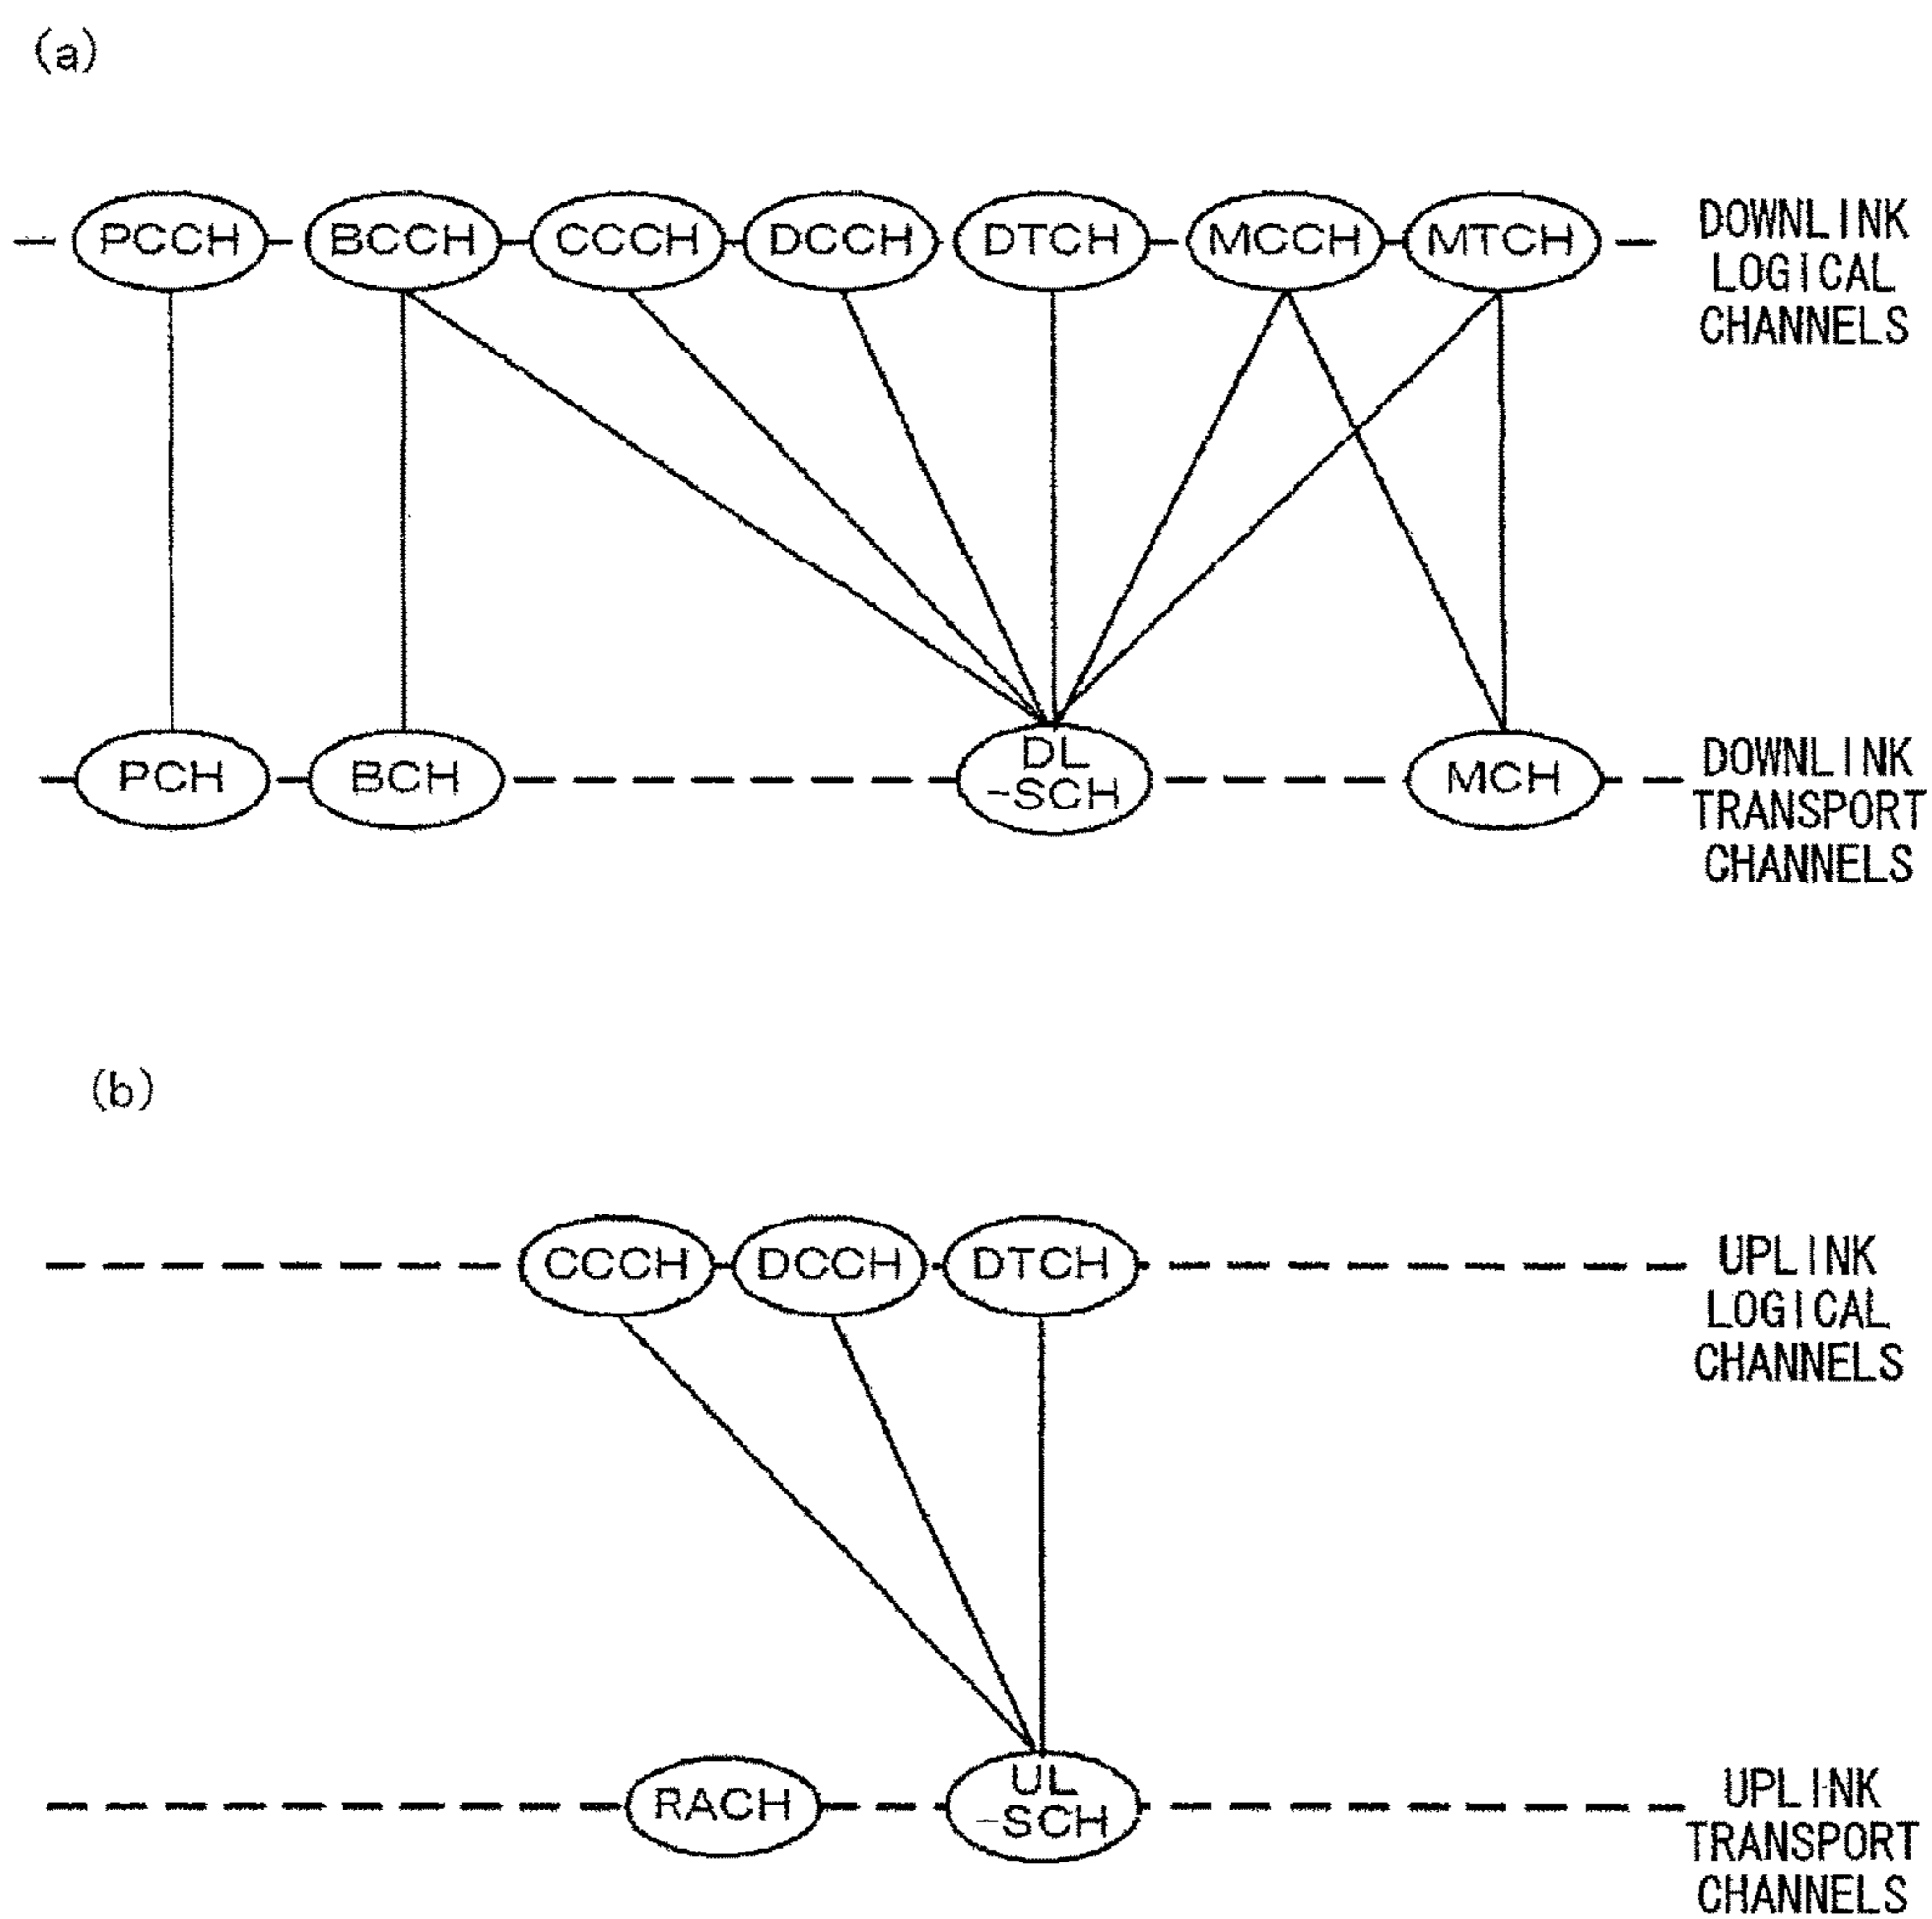 (a)
PCCH BCCH CCCH DCCH DTCH MCCH MTCH
DOWNLINK
LOGICAL
CHANNELS
PCH BCH
DL
-SCH
MCH
DOWNLINK
TRANSPORT
CHANNELS
(b)
CCCH DCCH DTCH
UPLINK
LOGICAL
CHANNELS
RACH
UL
-SCH
UPLINK
TRANSPORT
CHANNELS